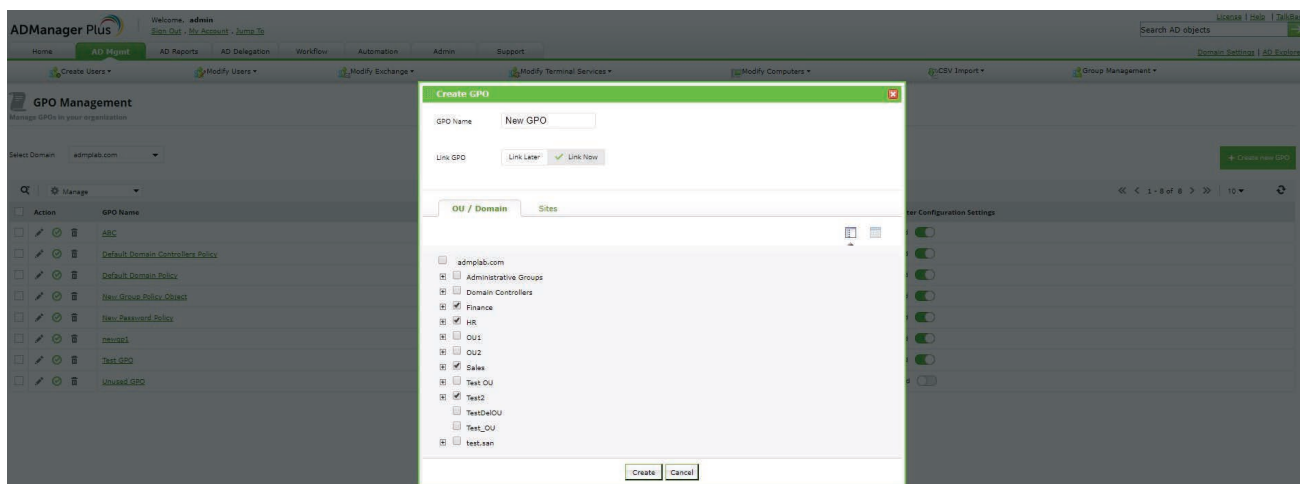 License | Help | TalkBa
ADManager Plus
Welcome, admin
Sign Out . My Account . Jump To
Search AD objects
Home AD Mgmt AD Reports AD Delegation Workflow Automation Admin Support
Domain Settings | AD Explore
Create Users Modify Users Modify Exchange Modify Terminal Services Modify Computers CSV Import Group Management
GPO Management
Manage GPOs in your organization
Select Domain admplab.com
+ Create new GPO
Manage
1 - 8 of 8 10
Action GPO Name ter Configuration Settings
ABC
Default Domain Controllers Policy
Default Domain Policy
New Group Policy Object
New Password Policy
newgp1
Test GPO
Unused GPO
Create GPO
GPO Name New GPO
Link GPO Link Later Link Now
OU / Domain Sites
admplab.com
Administrative Groups
Domain Controllers
Finance
HR
OU1
OU2
Sales
Test OU
Test2
TestDelOU
Test_OU
test.san
Create Cancel